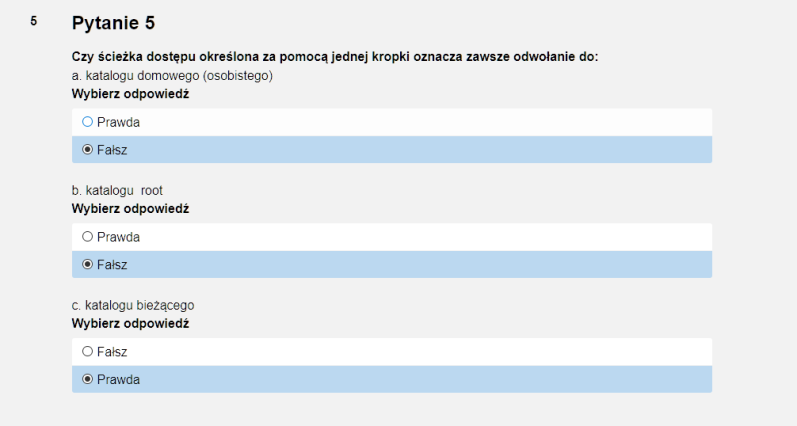 5 Pytanie 5
Czy ścieżka dostępu określona za pomocą jednej kropki oznacza zawsze odwołanie do:
a. katalogu domowego (osobistego)
Wybierz odpowiedź
Prawda
Fałsz
b. katalogu root
Wybierz odpowiedź
Prawda
Fałsz
c. katalogu bieżącego
Wybierz odpowiedź
Fałsz
Prawda